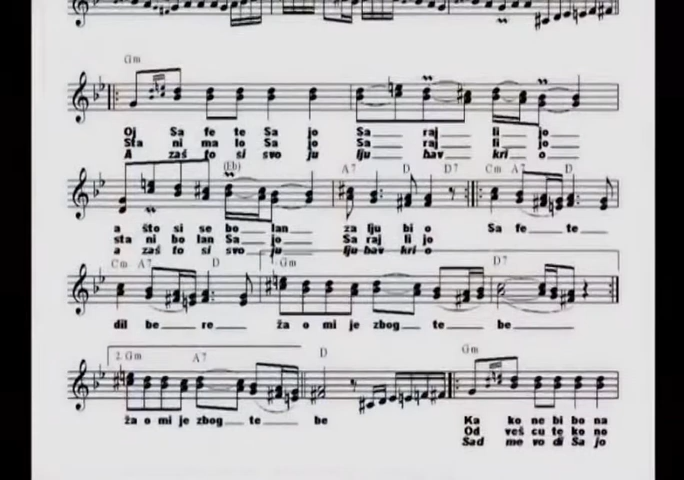 Gm
Oj Sa fe te Sa jo Sa raj li jo
Sta ni ma lo Sa jo Sa raj li jo
A zaš to si svo ju lju bav kri o
(Eb) A7 D D7 Cm A7 D
a što si se bo lan za lju bi o Sa fe te
sta ni bo lan Sa jo Sa raj li jo
a zaš to si svo ju lju bav kri o
Cm A7 D Gm D7
dil be re ža o mi je zbog te be
2. Gm A7 D Gm
ža o mi je zbog te be Ka ko ne bi bo na
Od veš cu te ko no
Sad me vo di Sa jo